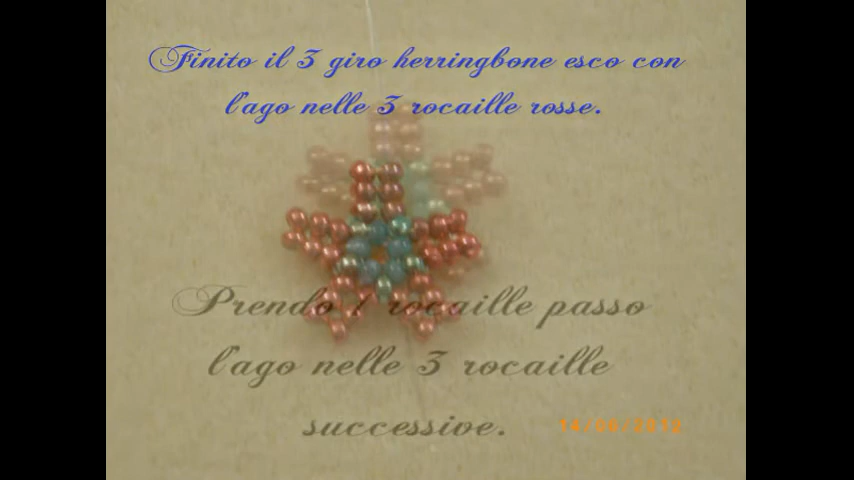 Finito il 3 giro herringbone esco con
l'ago nelle 3 rocaille rosse.
Prendo 1 rocaille passo
l'ago nelle 3 rocaille
successive.
14/06/2012